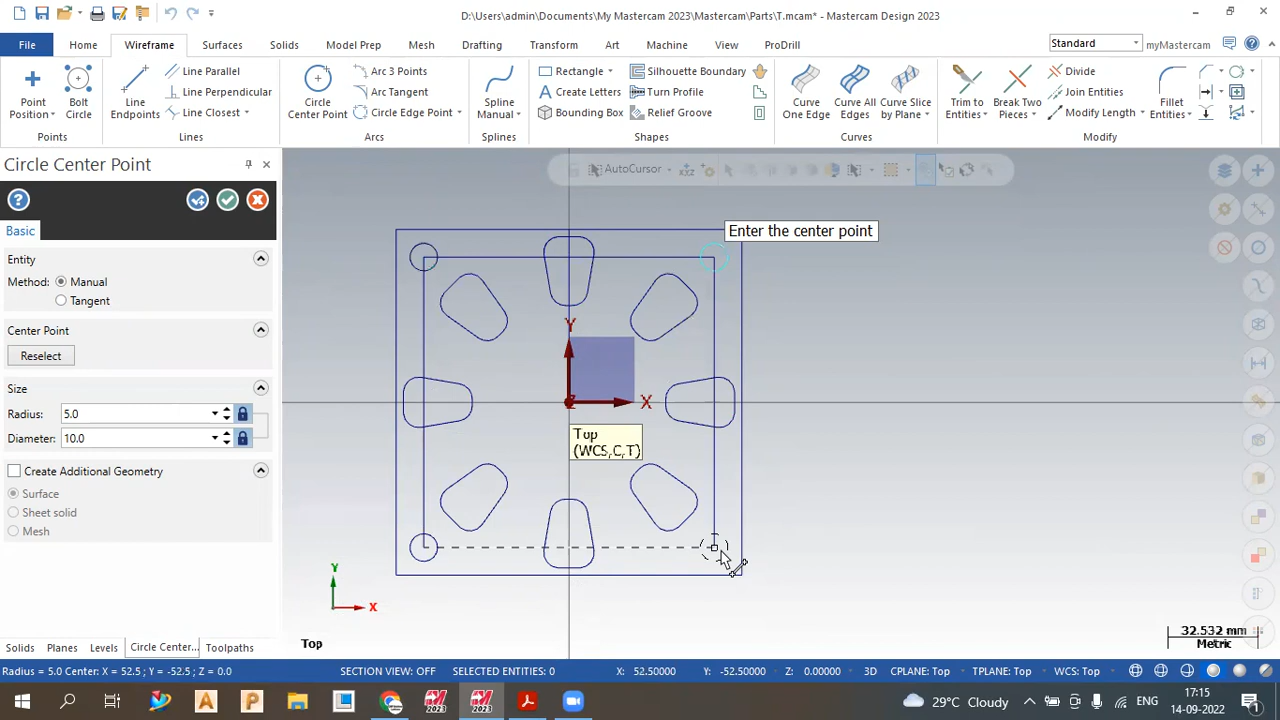 D:\Users\admin\Documents\My Mastercam 2023\Mastercam\Parts\T.mcam* - Mastercam Design 2023
File Home Wireframe Surfaces Solids Model Prep Mesh Drafting Transform Art Machine View ProDrill Standard myMastercam
Point Position
Bolt Circle
Points
Line Endpoints
Line Parallel
Line Perpendicular
Line Closest
Lines
Circle Center Point
Arc 3 Points
Arc Tangent
Circle Edge Point
Arcs
Spline Manual
Splines
Rectangle
Create Letters
Bounding Box
Silhouette Boundary
Turn Profile
Relief Groove
Shapes
Curve One Edge
Curve All Edges
Curve Slice by Plane
Curves
Trim to Entities
Break Two Pieces
Divide
Join Entities
Modify Length
Fillet Entities
Modify
Circle Center Point
Basic
Entity
Method: Manual
Tangent
Center Point
Reselect
Size
Radius: 5.0
Diameter: 10.0
Create Additional Geometry
Surface
Sheet solid
Mesh
AutoCursor
XYZ
Enter the center point
Y
X
Z
Top
(WCS,C,T)
Y
X
Top
32.532 mm
Metric
Solids Planes Levels Circle Center... Toolpaths
Radius = 5.0 Center: X = 52.5; Y = -52.5; Z = 0.0 SECTION VIEW: OFF SELECTED ENTITIES: 0 X: 52.50000 Y: -52.50000 Z: 0.00000 3D CPLANE: Top TPLANE: Top WCS: Top
A P 2023 2023 29°C Cloudy ENG 17:15
14-09-2022 1